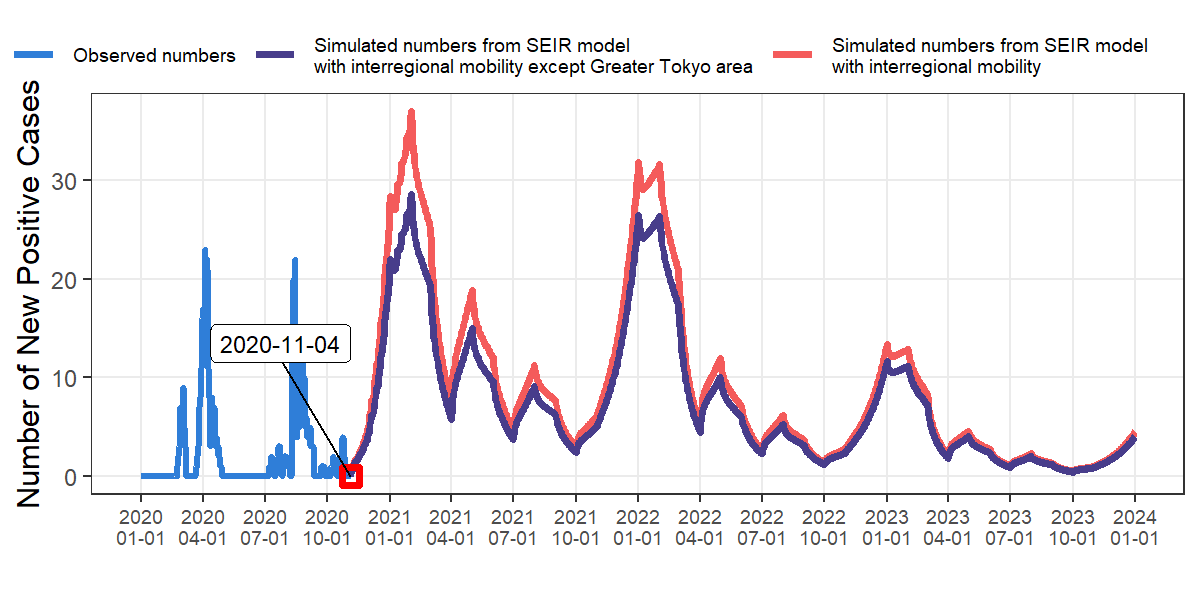 Observed numbers
Simulated numbers from SEIR model
with interregional mobility except Greater Tokyo area
Simulated numbers from SEIR model
with interregional mobility
Number of New Positive Cases
30
20
10
0
2020-11-04
2020 2020 2020 2020 2021 2021 2021 2021 2022 2022 2022 2022 2023 2023 2023 2023 2024
01-01 04-01 07-01 10-01 01-01 04-01 07-01 10-01 01-01 04-01 07-01 10-01 01-01 04-01 07-01 10-01 01-01